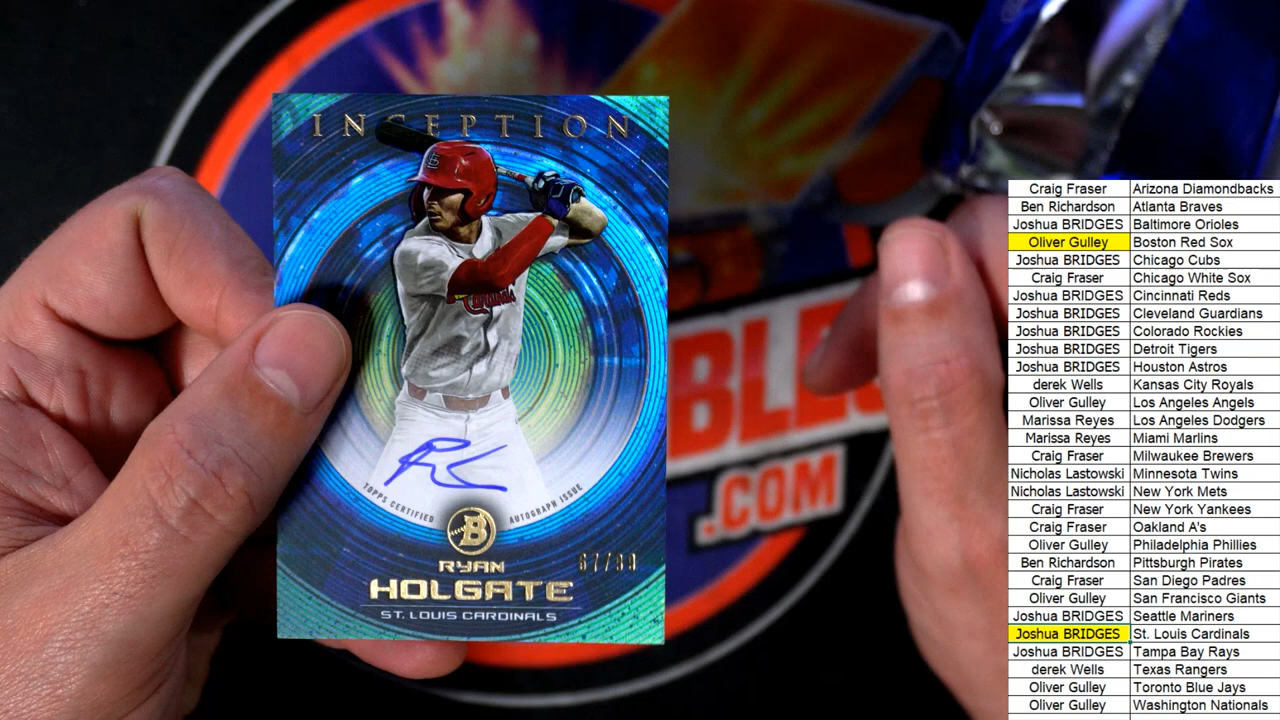 INCEPTION
Cardinals
TOPPS CERTIFIED
AUTOGRAPH ISSUE
B
RYAN
HOLGATE
ST. LOUIS CARDINALS
BLE
.COM
Craig Fraser Arizona Diamondbacks
Ben Richardson Atlanta Braves
Joshua BRIDGES Baltimore Orioles
Oliver Gulley Boston Red Sox
Joshua BRIDGES Chicago Cubs
Craig Fraser Chicago White Sox
Joshua BRIDGES Cincinnati Reds
Joshua BRIDGES Cleveland Guardians
Joshua BRIDGES Colorado Rockies
Joshua BRIDGES Detroit Tigers
Joshua BRIDGES Houston Astros
derek Wells Kansas City Royals
Oliver Gulley Los Angeles Angels
Marissa Reyes Los Angeles Dodgers
Marissa Reyes Miami Marlins
Craig Fraser Milwaukee Brewers
Nicholas Lastowski Minnesota Twins
Nicholas Lastowski New York Mets
Craig Fraser New York Yankees
Craig Fraser Oakland A's
Oliver Gulley Philadelphia Phillies
Ben Richardson Pittsburgh Pirates
Craig Fraser San Diego Padres
Oliver Gulley San Francisco Giants
Joshua BRIDGES Seattle Mariners
Joshua BRIDGES St. Louis Cardinals
Joshua BRIDGES Tampa Bay Rays
derek Wells Texas Rangers
Oliver Gulley Toronto Blue Jays
Oliver Gulley Washington Nationals